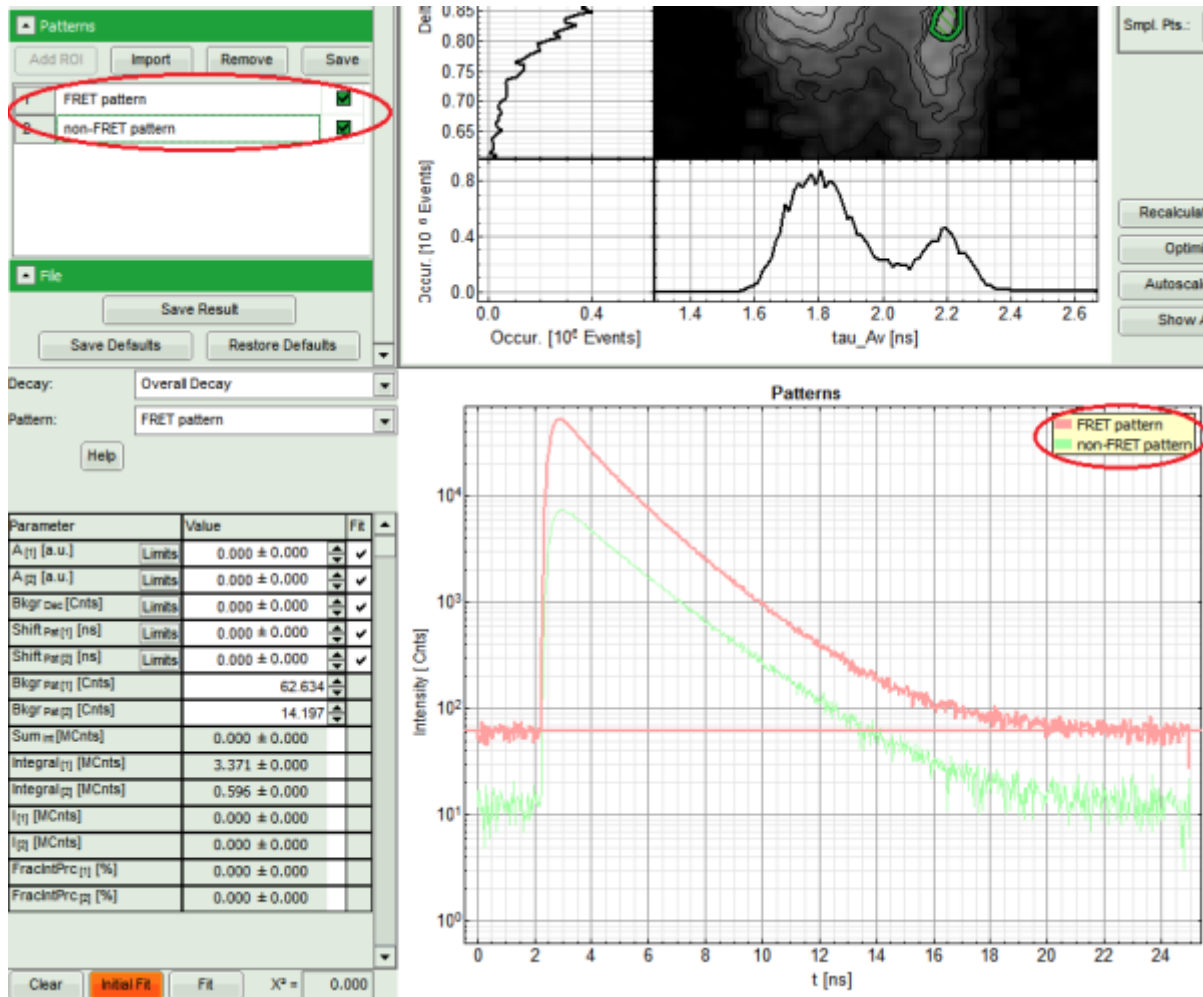 Patterns
Add ROI Import Remove Save
1 FRET pattern
2 non-FRET pattern
File
Save Result
Save Defaults Restore Defaults
0.85
0.80
0.75
0.70
0.65
Occur. [10⁶ Events]
0.8
0.4
0.0
0.0 0.4
Occur. [10⁶ Events]
1.4 1.6 1.8 2.0 2.2 2.4 2.6
tau_Av [ns]
Smpl. Pts.:
Recalcula
Optimi
Autoscal
Show A
Decay: Overall Decay
Pattern: FRET pattern
Help
Parameter Value Fit
A [1] [a.u.] Limits 0.000 ± 0.000
A [2] [a.u.] Limits 0.000 ± 0.000
Bkgr Dec [Cnts] Limits 0.000 ± 0.000
Shift Pat [1] [ns] Limits 0.000 ± 0.000
Shift Pat [2] [ns] Limits 0.000 ± 0.000
Bkgr Pat [1] [Cnts] 62.634
Bkgr Pat [2] [Cnts] 14.197
Sum Int [MCnts] 0.000 ± 0.000
Integral [1] [MCnts] 3.371 ± 0.000
Integral [2] [MCnts] 0.596 ± 0.000
I [1] [MCnts] 0.000 ± 0.000
I [2] [MCnts] 0.000 ± 0.000
FracIntPrc [1] [%] 0.000 ± 0.000
FracIntPrc [2] [%] 0.000 ± 0.000
Clear Initial Fit Fit X² = 0.000
Patterns
FRET pattern
non-FRET pattern
10⁴
10³
10²
10¹
10⁰
Intensity [ Cnts]
0 2 4 6 8 10 12 14 16 18 20 22 24
t [ns]